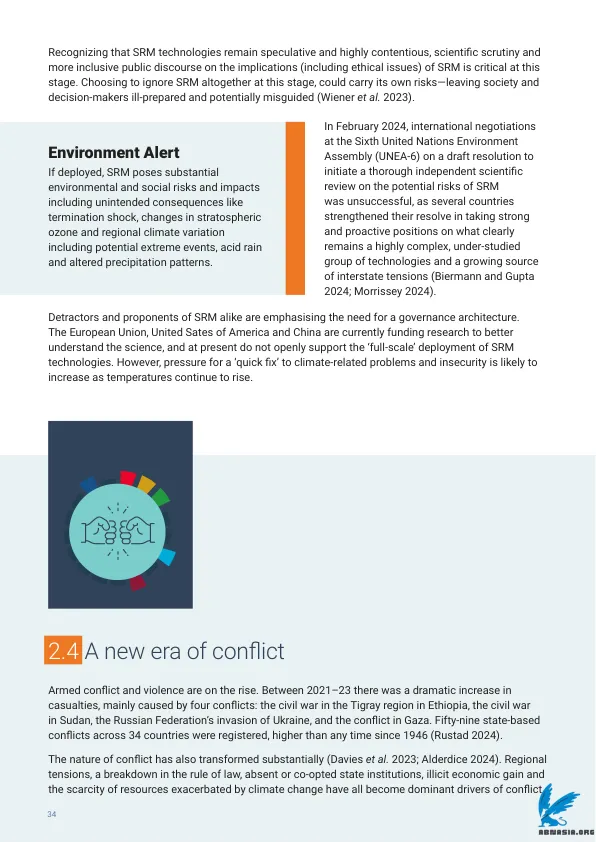 Recognizing that SRM technologies remain speculative and highly contentious, scientific scrutiny and
more inclusive public discourse on the implications (including ethical issues) of SRM is critical at this
stage. Choosing to ignore SRM altogether at this stage, could carry its own risks—leaving society and
decision-makers ill-prepared and potentially misguided (Wiener et al. 2023).
Environment Alert
If deployed, SRM poses substantial
environmental and social risks and impacts
including unintended consequences like
termination shock, changes in stratospheric
ozone and regional climate variation
including potential extreme events, acid rain
and altered precipitation patterns.
In February 2024, international negotiations
at the Sixth United Nations Environment
Assembly (UNEA-6) on a draft resolution to
initiate a thorough independent scientific
review on the potential risks of SRM
was unsuccessful, as several countries
strengthened their resolve in taking strong
and proactive positions on what clearly
remains a highly complex, under-studied
group of technologies and a growing source
of interstate tensions (Biermann and Gupta
2024; Morrissey 2024).
Detractors and proponents of SRM alike are emphasising the need for a governance architecture.
The European Union, United Sates of America and China are currently funding research to better
understand the science, and at present do not openly support the ‘full-scale’ deployment of SRM
technologies. However, pressure for a ‘quick fix’ to climate-related problems and insecurity is likely to
increase as temperatures continue to rise.
2.4 A new era of conflict
Armed conflict and violence are on the rise. Between 2021–23 there was a dramatic increase in
casualties, mainly caused by four conflicts: the civil war in the Tigray region in Ethiopia, the civil war
in Sudan, the Russian Federation’s invasion of Ukraine, and the conflict in Gaza. Fifty-nine state-based
conflicts across 34 countries were registered, higher than any time since 1946 (Rustad 2024).
The nature of conflict has also transformed substantially (Davies et al. 2023; Alderdice 2024). Regional
tensions, a breakdown in the rule of law, absent or co-opted state institutions, illicit economic gain and
the scarcity of resources exacerbated by climate change have all become dominant drivers of conflict
34
ABNASIA.ORG